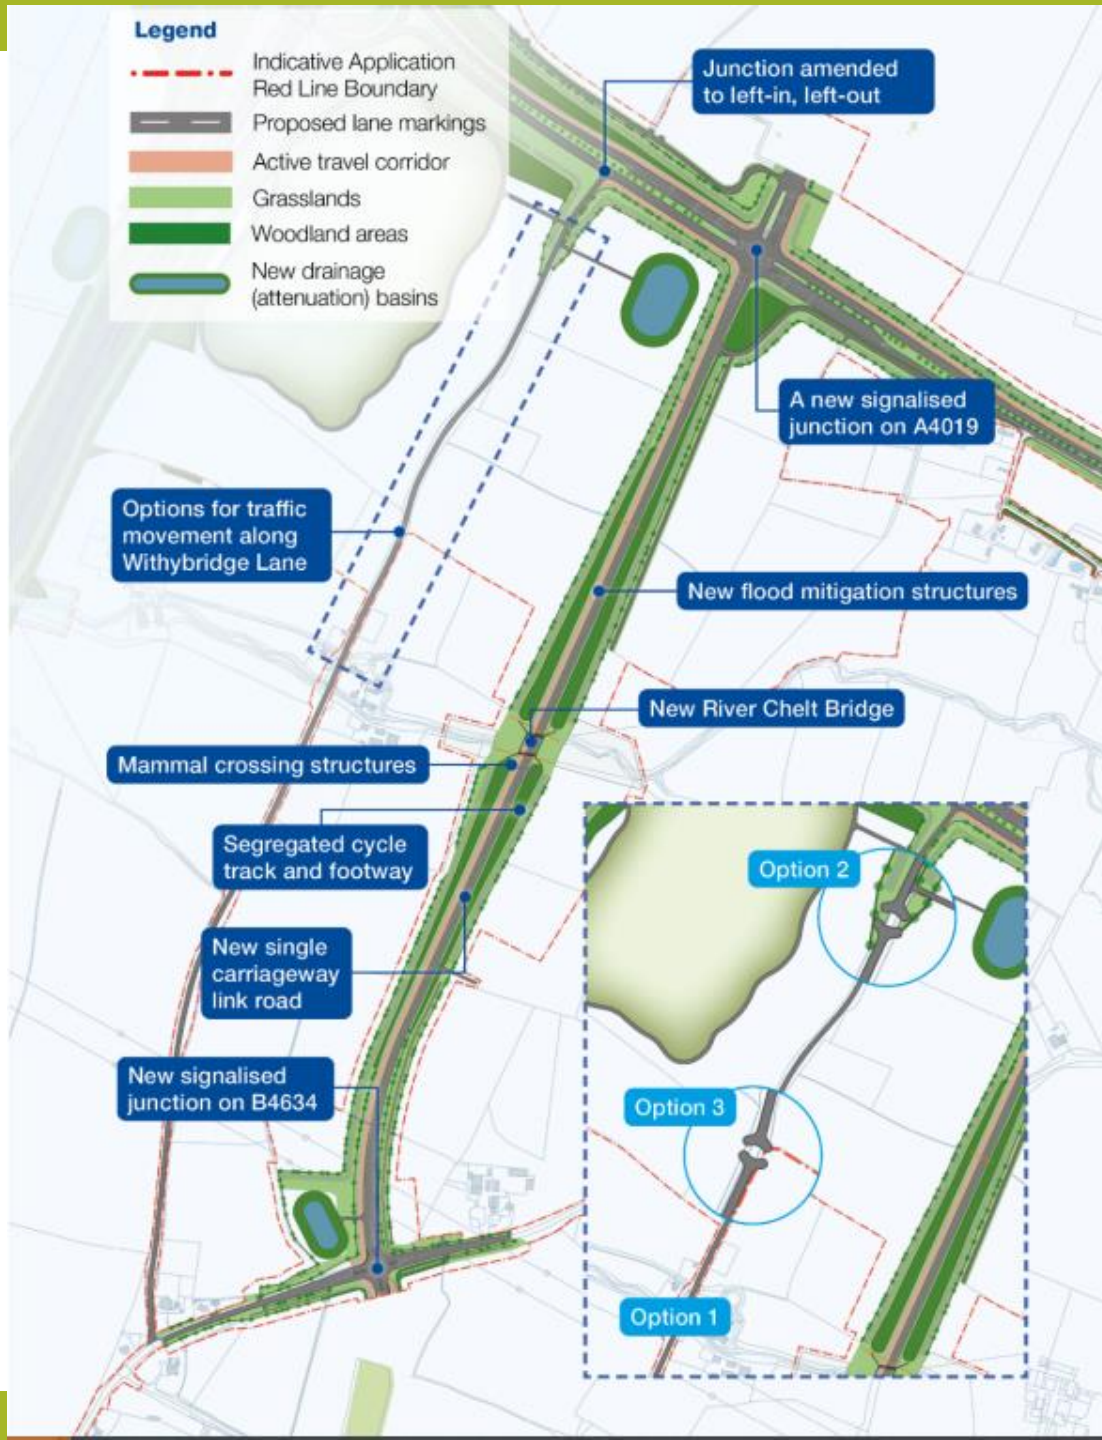 Legend
Indicative Application
Red Line Boundary
Proposed lane markings
Active travel corridor
Grasslands
Woodland areas
New drainage
(attenuation) basins
Junction amended
to left-in, left-out
A new signalised
junction on A4019
Options for traffic
movement along
Withybridge Lane
New flood mitigation structures
New River Chelt Bridge
Mammal crossing structures
Segregated cycle
track and footway
New single
carriageway
link road
New signalised
junction on B4634
Option 2
Option 3
Option 1